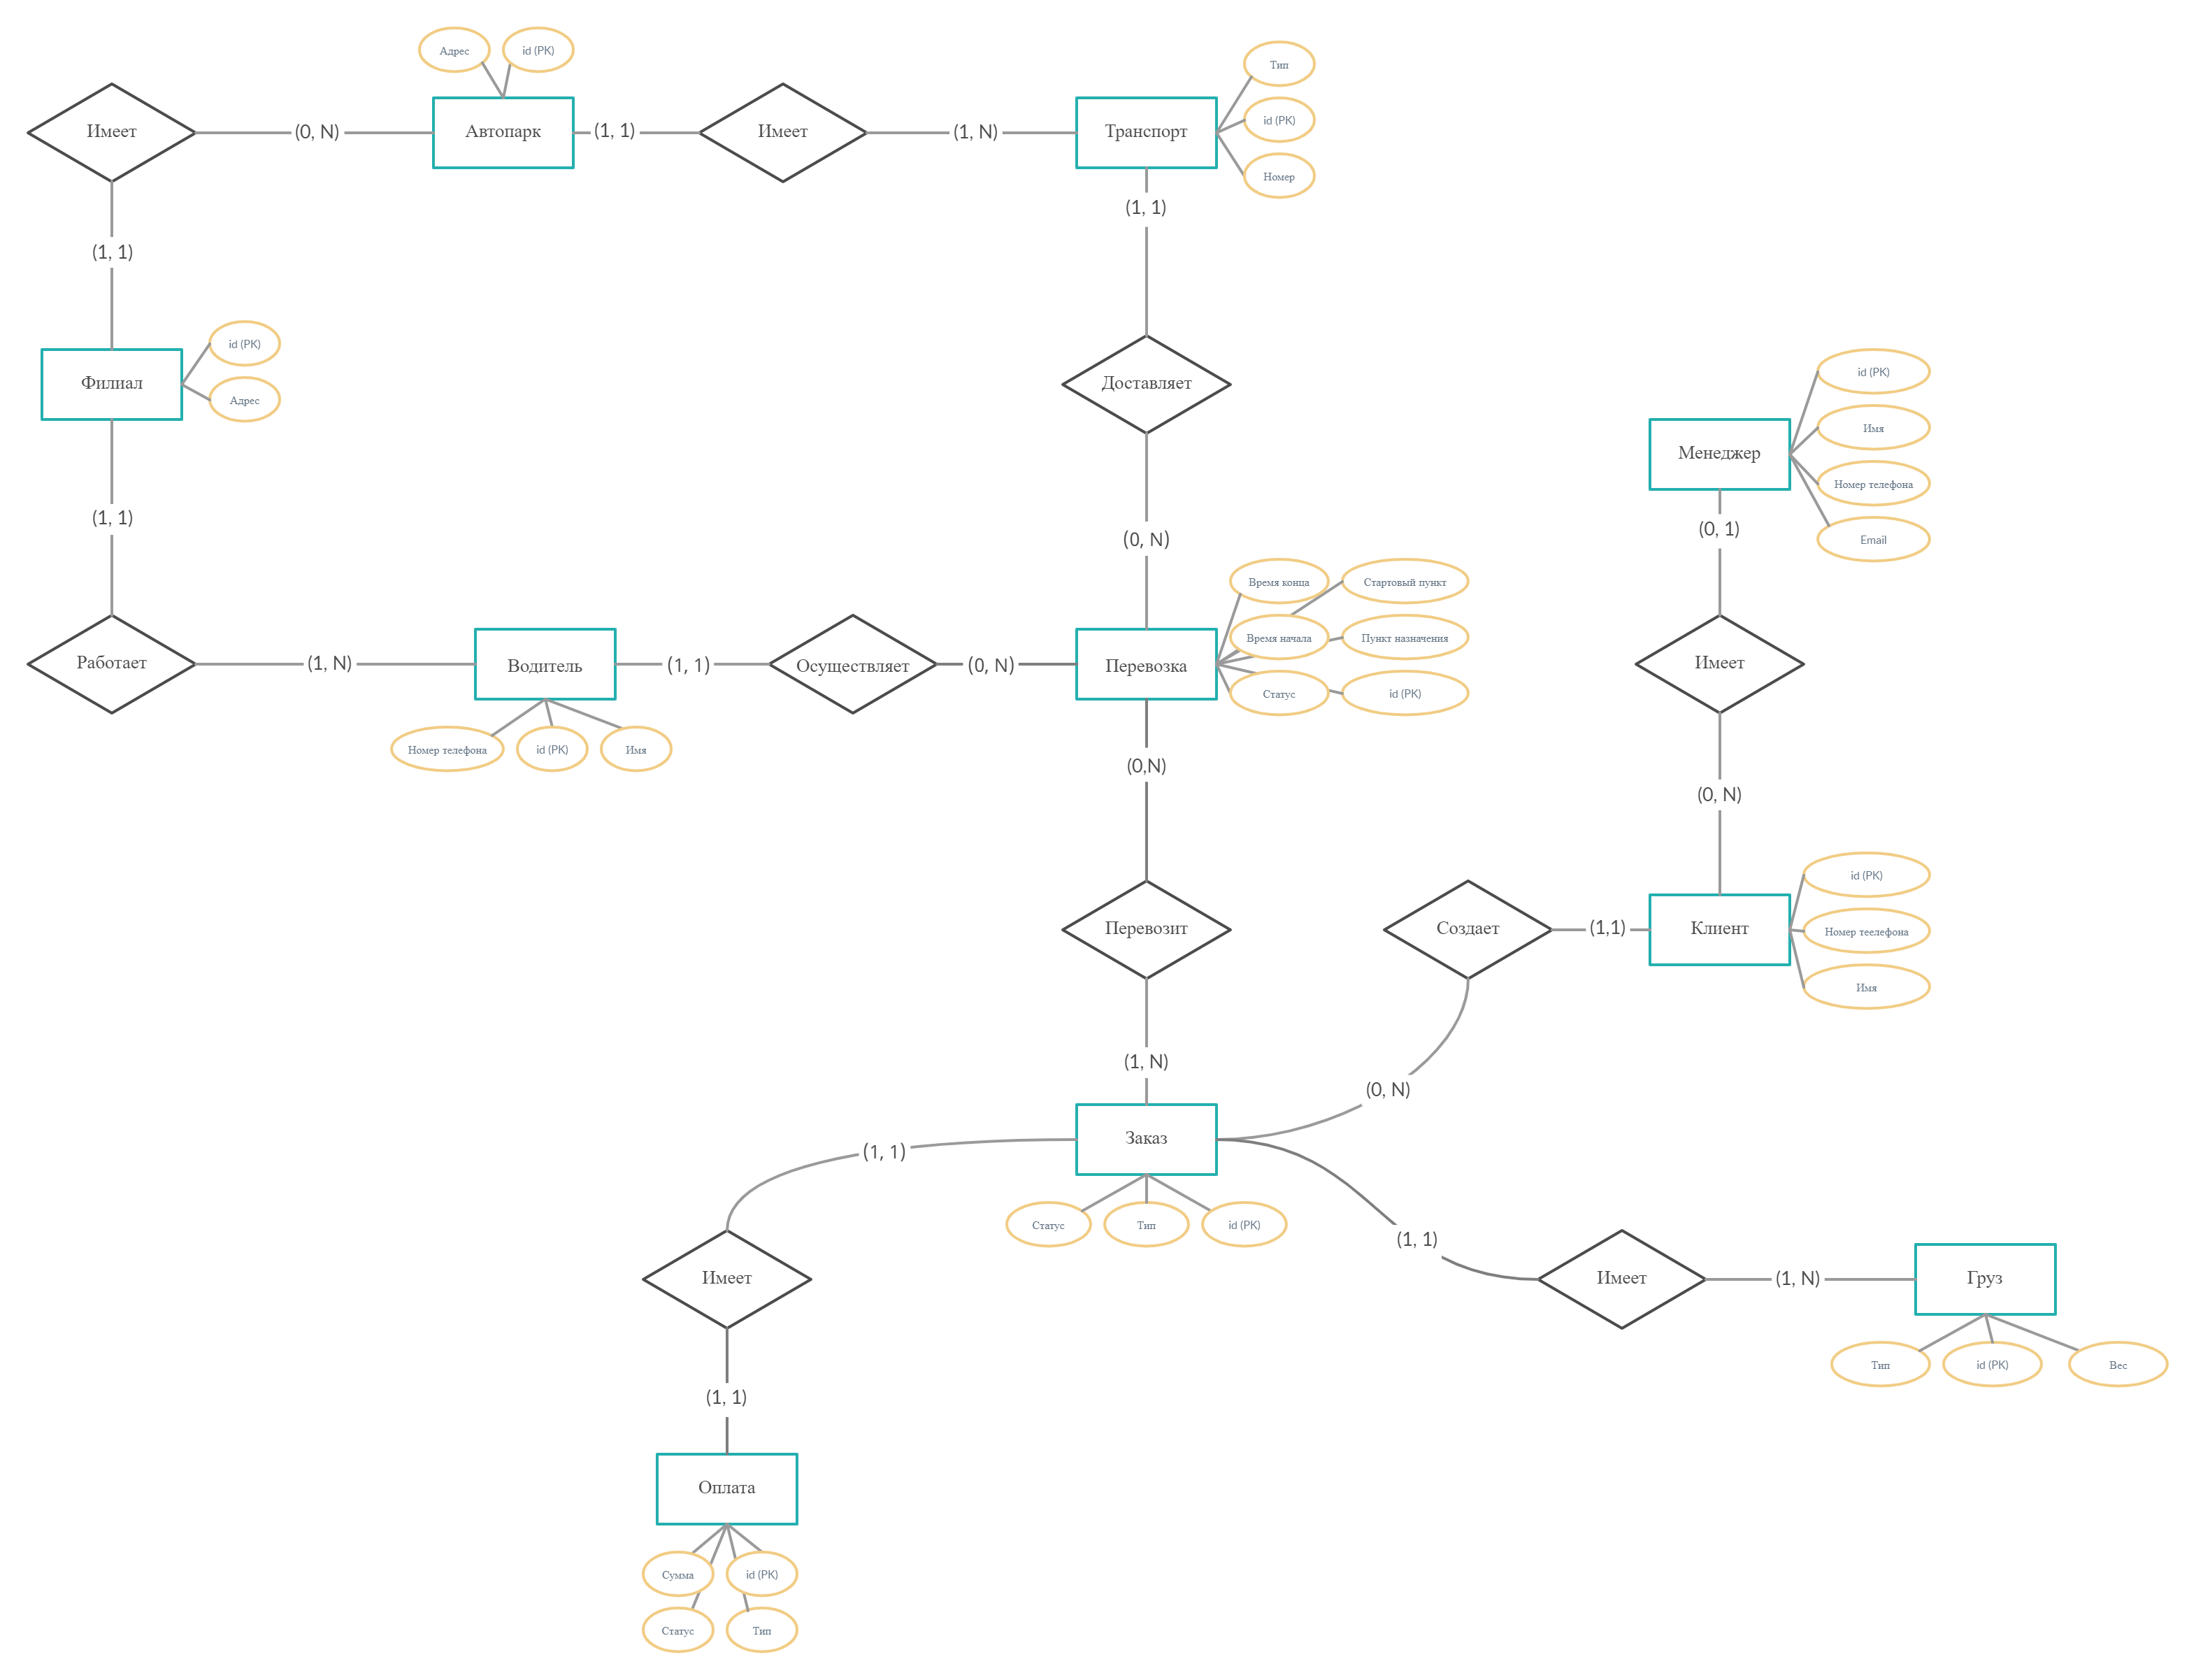 Адрес
id (PK)
Тип
id (PK)
Номер
Имеет
(0, N)
Автопарк
(1, 1)
Имеет
(1, N)
Транспорт
(1, 1)
(1, 1)
id (PK)
Адрес
Филиал
Доставляет
id (PK)
Имя
Номер телефона
Email
Менеджер
(0, 1)
(1, 1)
(0, N)
Время конца
Стартовый пункт
Время начала
Пункт назначения
Статус
id (PK)
Работает
(1, N)
Водитель
(1, 1)
Осуществляет
(0, N)
Перевозка
Имеет
Номер телефона
id (PK)
Имя
(0,N)
(0, N)
id (PK)
Номер теелефона
Имя
Перевозит
Создает
(1,1)
Клиент
(1, N)
(0, N)
(1, 1)
Заказ
Статус
Тип
id (PK)
(1, 1)
Имеет
Имеет
(1, N)
Груз
Тип
id (PK)
Вес
(1, 1)
Оплата
Сумма
id (PK)
Статус
Тип